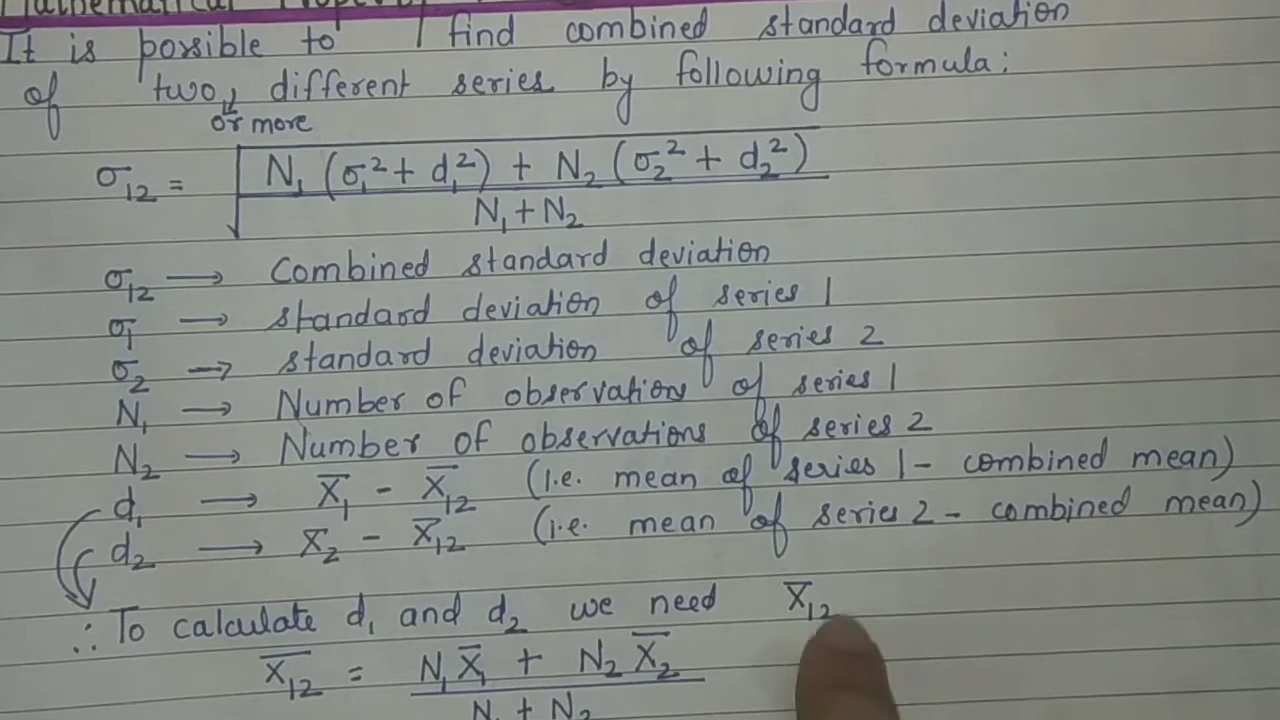 Mathematical Property
It is possible to find combined standard deviation
of two, different series by following formula:
or more
σ₁₂ = √(N₁ (σ₁² + d₁²) + N₂ (σ₂² + d₂²) / N₁ + N₂)
σ₁₂ → Combined standard deviation
σ₁ → standard deviation of series 1
σ₂ → standard deviation of series 2
N₁ → Number of observations of series 1
N₂ → Number of observations of series 2
d₁ → X̅₁ - X̅₁₂ (i.e. mean of series 1 - combined mean)
d₂ → X̅₂ - X̅₁₂ (i.e. mean of series 2 - combined mean)
∴ To calculate d₁ and d₂ we need X̅₁₂
X̅₁₂ = N₁X̅₁ + N₂X̅₂ / N₁ + N₂